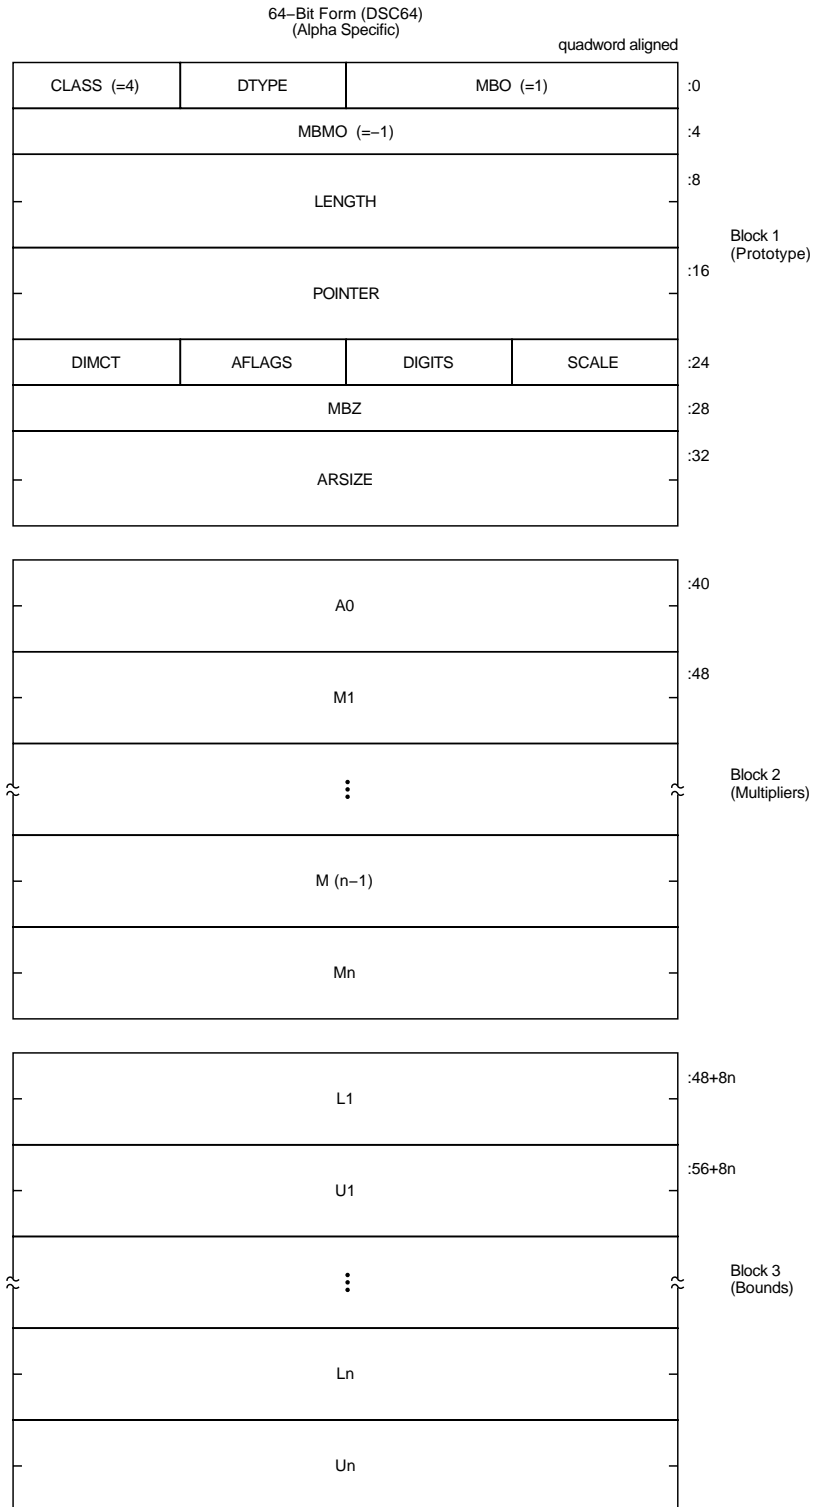 64−Bit Form (DSC64)
(Alpha Specific)
quadword aligned
CLASS (=4) DTYPE MBO (=1) :0
MBMO (=−1) :4
:8
LENGTH
Block 1
(Prototype)
:16
POINTER
DIMCT AFLAGS DIGITS SCALE :24
MBZ :28
:32
ARSIZE
:40
A0
:48
M1
Block 2
(Multipliers)
M (n−1)
Mn
:48+8n
L1
:56+8n
U1
Block 3
(Bounds)
Ln
Un